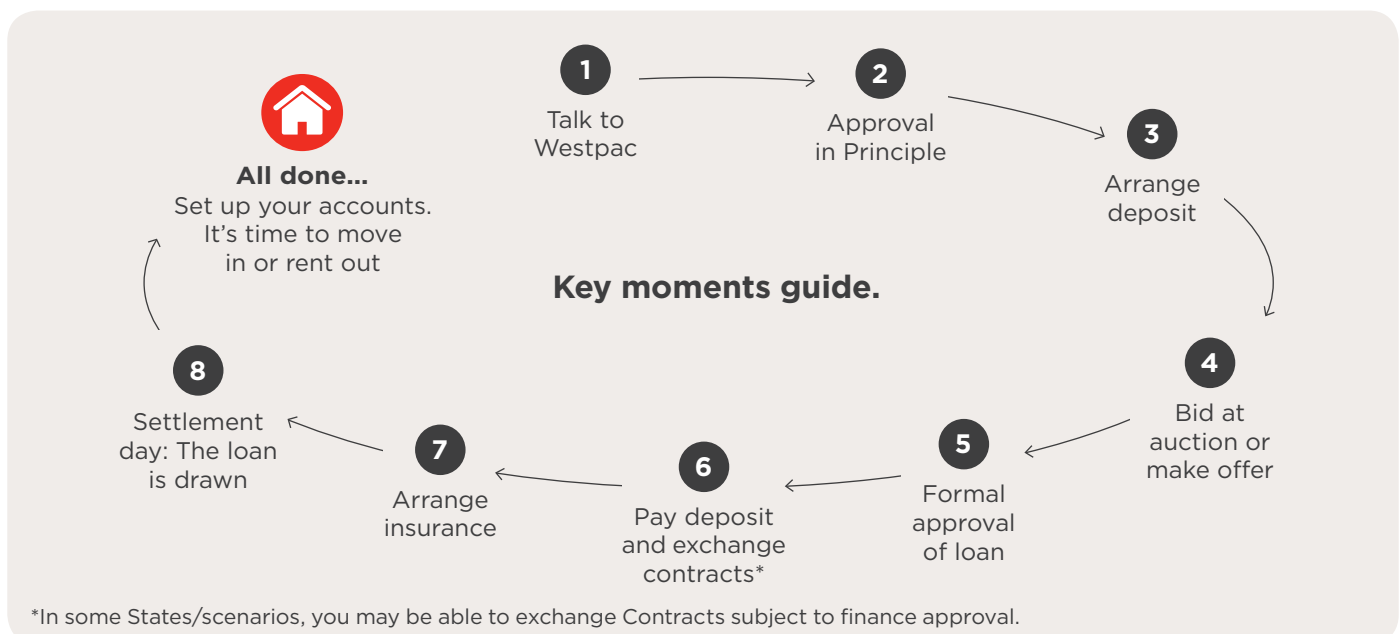 1
Talk to
Westpac
2
Approval
in Principle
3
Arrange
deposit
4
Bid at
auction or
make offer
5
Formal
approval
of loan
6
Pay deposit
and exchange
contracts*
7
Arrange
insurance
8
Settlement
day: The loan
is drawn
All done...
Set up your accounts.
It's time to move
in or rent out
Key moments guide.
*In some States/scenarios, you may be able to exchange Contracts subject to finance approval.